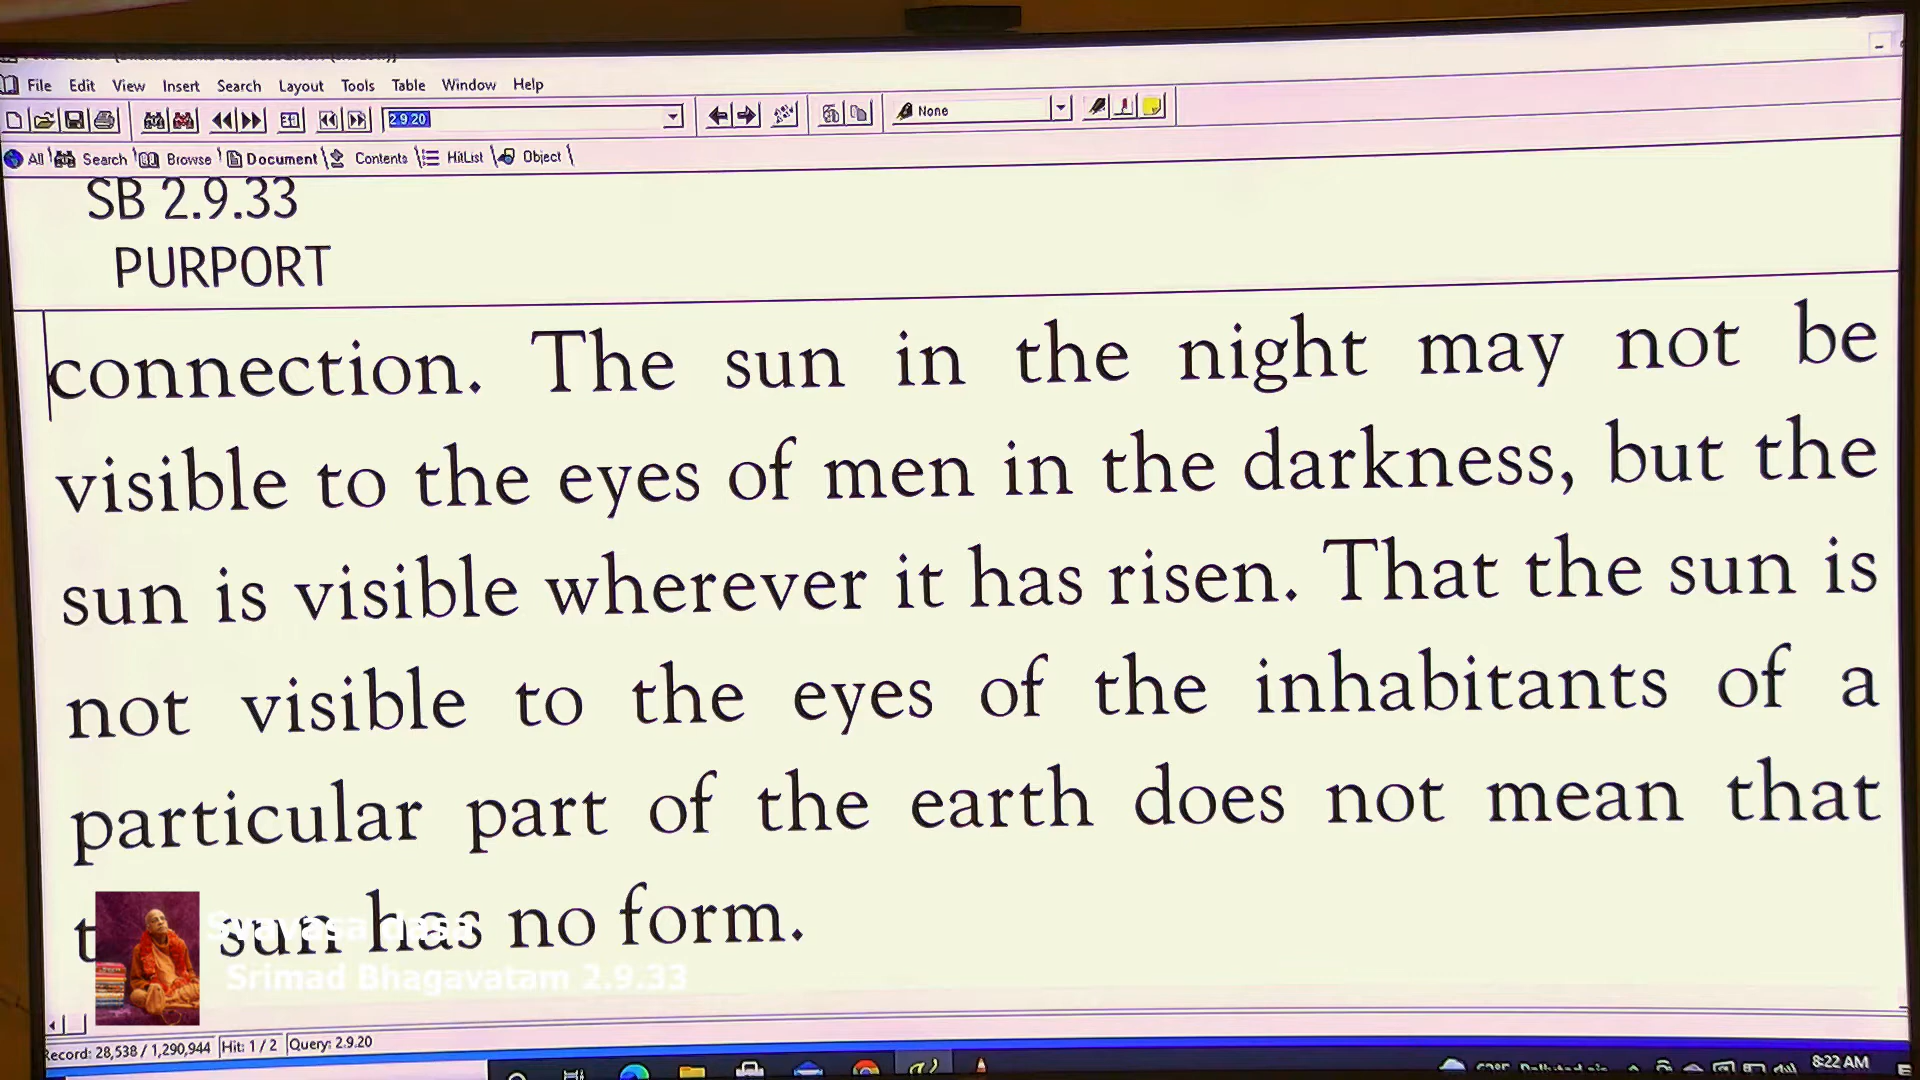 File Edit View Insert Search Layout Tools Table Window Help
2.9.20 None
All Search Browse Document Contents HitList Object
SB 2.9.33
PURPORT
connection. The sun in the night may not be
visible to the eyes of men in the darkness, but the
sun is visible wherever it has risen. That the sun is
not visible to the eyes of the inhabitants of a
particular part of the earth does not mean that
sun has no form.
Svavasa dasa
Srimad Bhagavatam 2.9.33
Record: 28,538 / 1,290,944 Hit: 1 / 2 Query: 2.9.20
8:22 AM